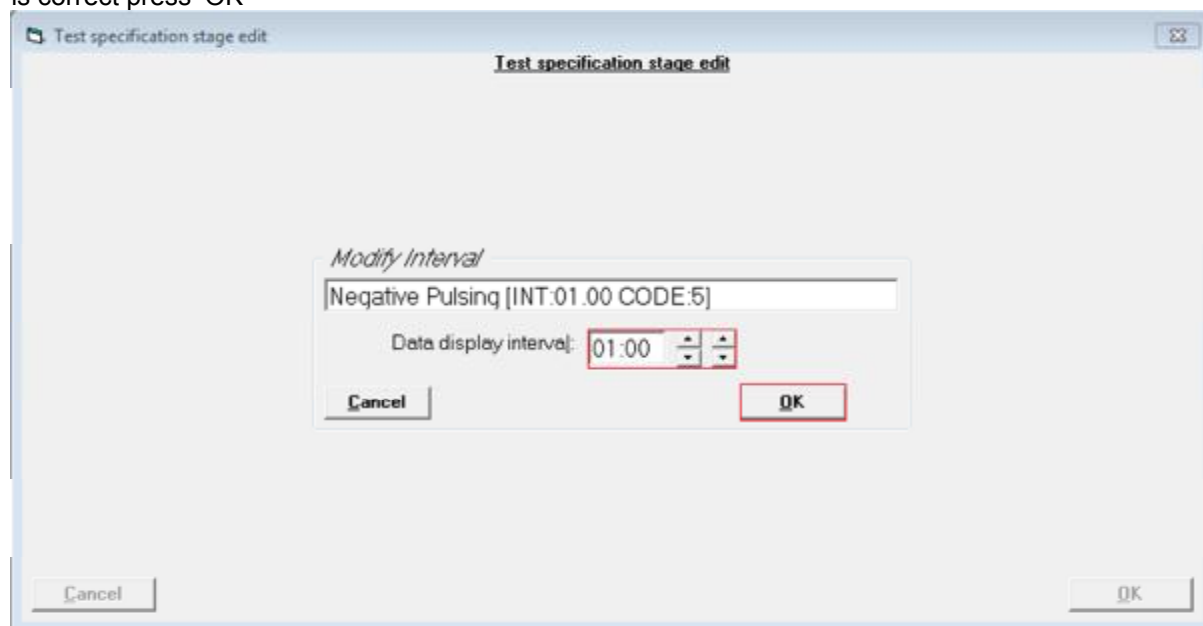 is correct press 'OK'
Test specification stage edit
Test specification stage edit
Modify Interval
Negative Pulsing [INT:01.00 CODE:5]
Data display interval: 01:00
Cancel OK
Cancel OK